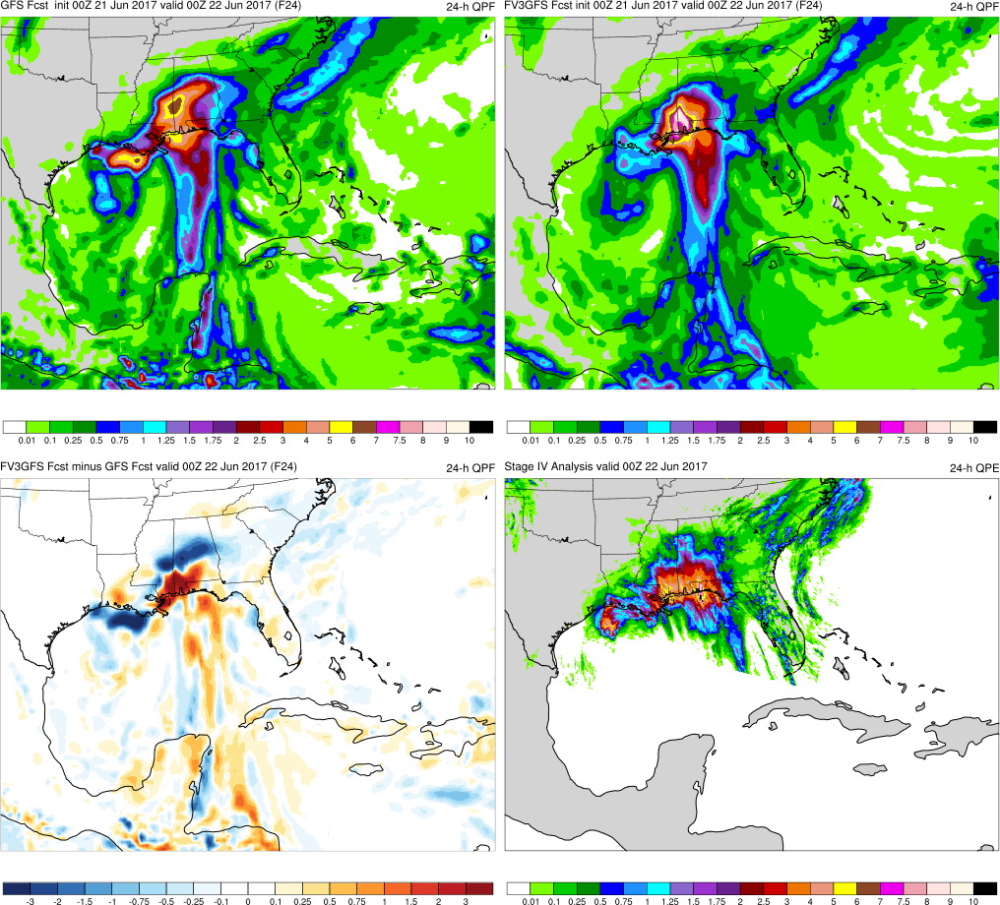 GFS Fcst init 00Z 21 Jun 2017 valid 00Z 22 Jun 2017 (F24) 24-h QPF
FV3GFS Fcst init 00Z 21 Jun 2017 valid 00Z 22 Jun 2017 (F24) 24-h QPF
0.01 0.1 0.25 0.5 0.75 1 1.25 1.5 1.75 2 2.5 3 4 5 6 7 7.5 8 9 10
0.01 0.1 0.25 0.5 0.75 1 1.25 1.5 1.75 2 2.5 3 4 5 6 7 7.5 8 9 10
FV3GFS Fcst minus GFS Fcst valid 00Z 22 Jun 2017 (F24) 24-h QPF
Stage IV Analysis valid 00Z 22 Jun 2017 24-h QPE
-3 -2 -1.5 -1 -0.75 -0.5 -0.25 -0.1 0 0.1 0.25 0.5 0.75 1 1.5 2 3
0.01 0.1 0.25 0.5 0.75 1 1.25 1.5 1.75 2 2.5 3 4 5 6 7 7.5 8 9 10